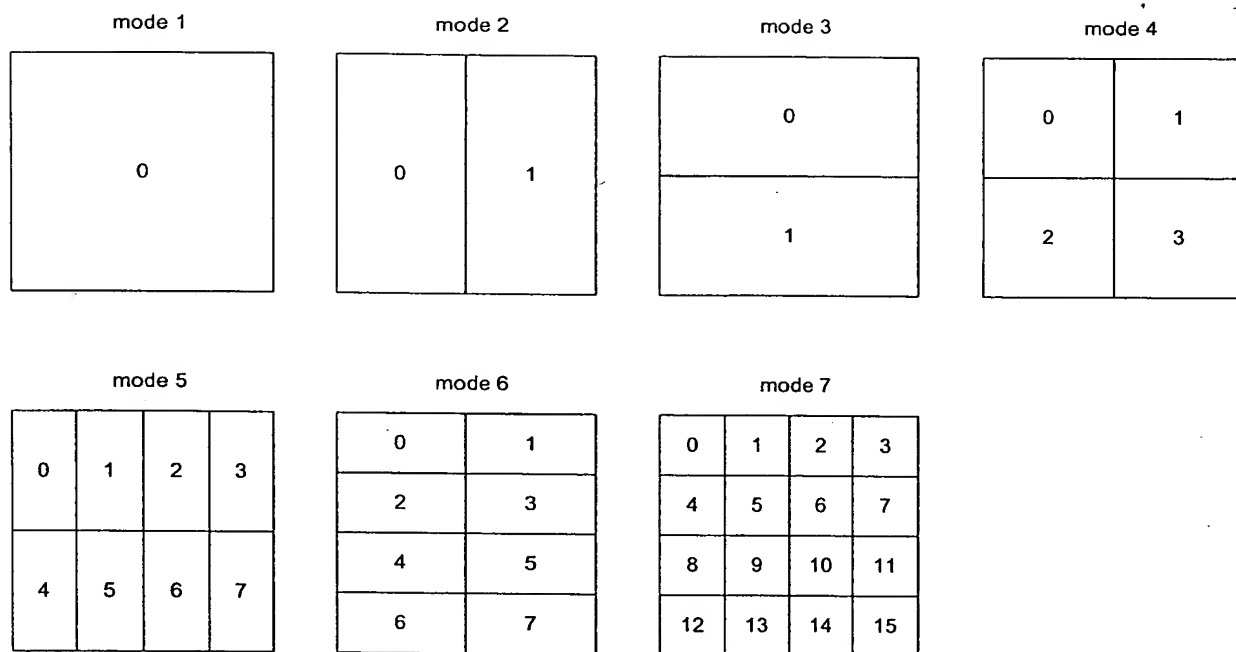 mode 1
0
mode 2
0 1
mode 3
0
1
mode 4
0 1
2 3
mode 5
0 1 2 3
4 5 6 7
mode 6
0 1
2 3
4 5
6 7
mode 7
0 1 2 3
4 5 6 7
8 9 10 11
12 13 14 15